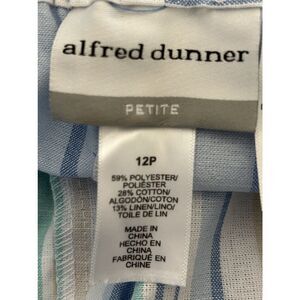 alfred dunner
PETITE
12P
59% POLYESTER/
POLIÉSTER
28% COTTON/
ALGODÓN/COTON
13% LINEN/LINO/
TOILE DE LIN
MADE IN
CHINA
HECHO EN
CHINA
FABRIQUÉ EN
CHINE